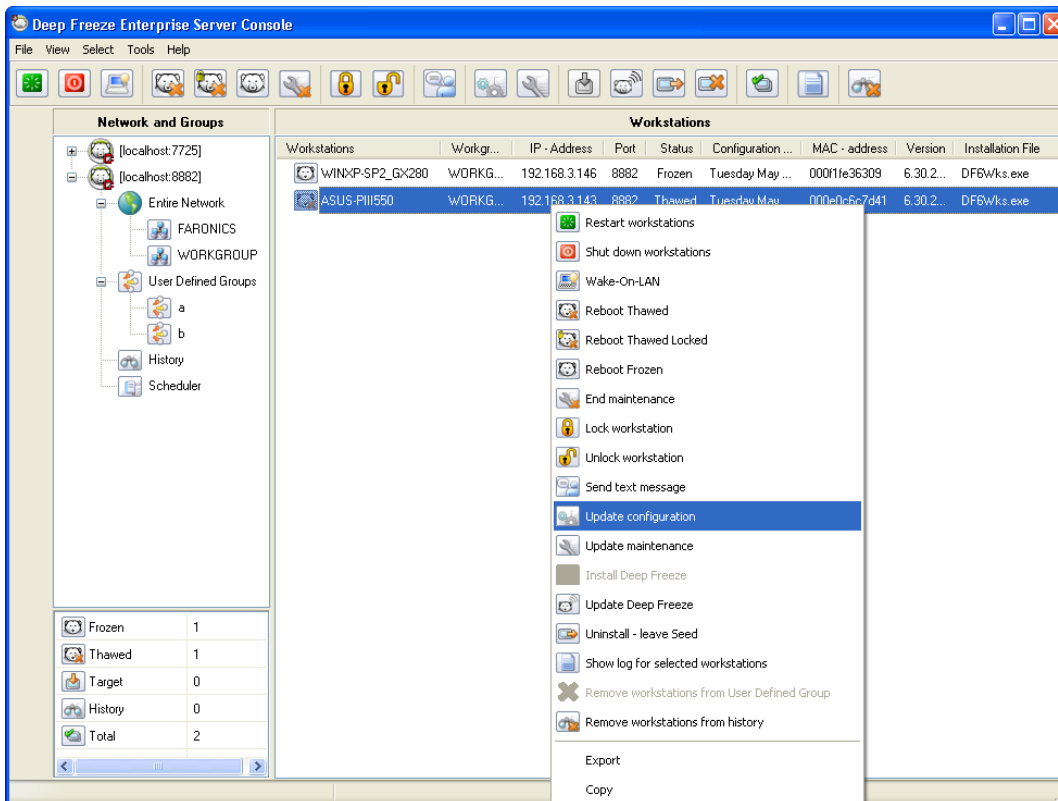 Deep Freeze Enterprise Server Console
File View Select Tools Help
Network and Groups
[localhost:7725]
[localhost:8882]
Entire Network
FARONICS
WORKGROUP
User Defined Groups
a
b
History
Scheduler
Frozen 1
Thawed 1
Target 0
History 0
Total 2
Workstations
Workstations Workgr... IP - Address Port Status Configuration ... MAC - address Version Installation File
WINXP-SP2_GX280 WORKG... 192.168.3.146 8882 Frozen Tuesday May ... 000f1fe36309 6.30.2... DF6Wks.exe
ASUS-PIII550 WORKG... 192.168.3.143 8882 Thawed Tuesday May 000e0c6c7d41 6.30.2... DF6Wks.exe
Restart workstations
Shut down workstations
Wake-On-LAN
Reboot Thawed
Reboot Thawed Locked
Reboot Frozen
End maintenance
Lock workstation
Unlock workstation
Send text message
Update configuration
Update maintenance
Install Deep Freeze
Update Deep Freeze
Uninstall - leave Seed
Show log for selected workstations
Remove workstations from User Defined Group
Remove workstations from history
Export
Copy